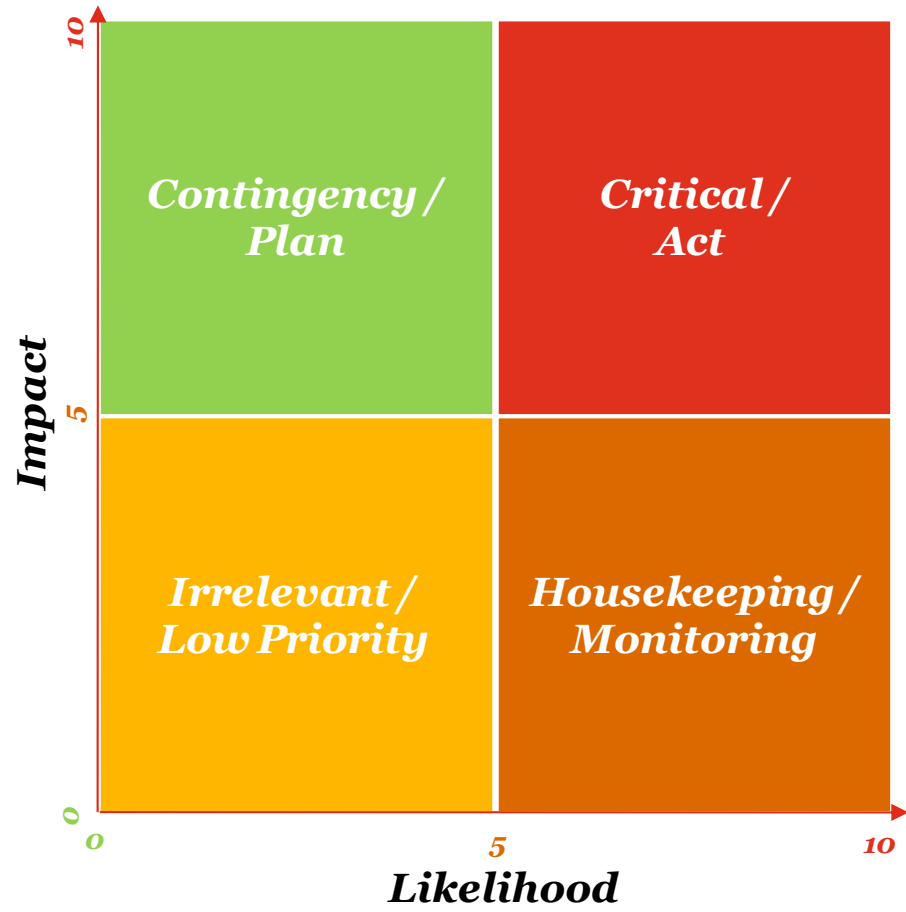 10
Contingency /
Plan
Critical /
Act
Impact
5
Irrelevant /
Low Priority
Housekeeping /
Monitoring
0
0
5
10
Likelihood